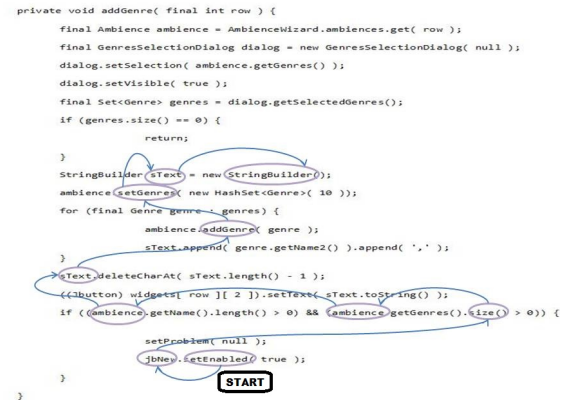 private void addGenre( final int row ) {
final Ambience ambience = AmbienceWizard.ambiences.get( row );
final GenresSelectionDialog dialog = new GenresSelectionDialog( null );
dialog.setSelection( ambience.getGenres() );
dialog.setVisible( true );
final Set<Genre> genres = dialog.getSelectedGenres();
if (genres.size() == 0) {
return;
}
StringBuilder sText = new StringBuilder();
ambience.setGenres( new HashSet<Genre>( 10 ));
for (final Genre genre : genres) {
ambience.addGenre( genre );
sText.append( genre.getName2() ).append( ',' );
}
sText.deleteCharAt( sText.length() - 1 );
((Jbutton) widgets[ row ][ 2 ]).setText( sText.toString() );
if ((ambience.getName().length() > 0) && (ambience.getGenres().size() > 0)) {
setProblem( null );
jbNew.setEnabled( true );
START
}
}